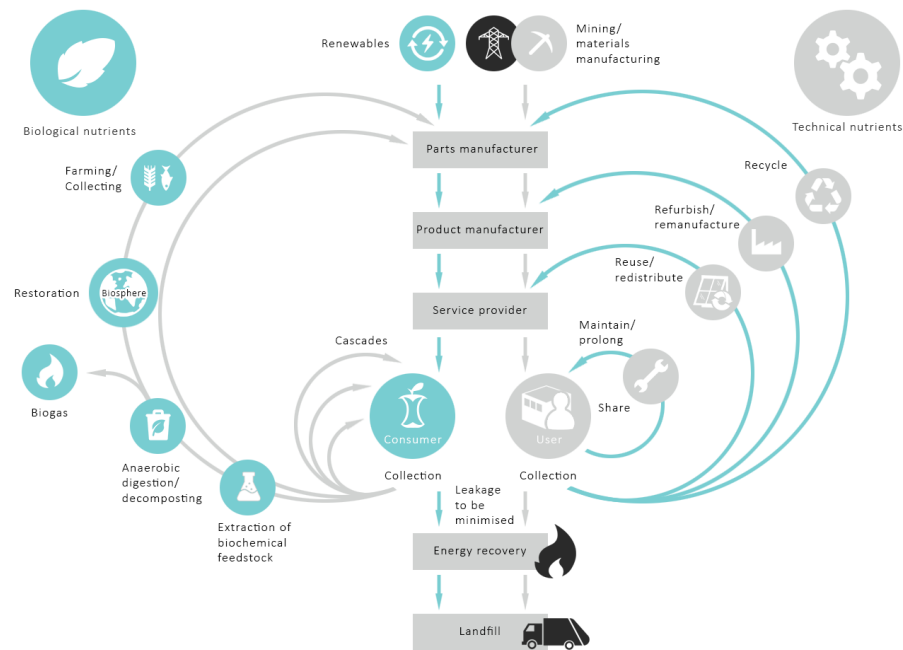 Renewables
Mining/
materials
manufacturing
Biological nutrients
Technical nutrients
Parts manufacturer
Farming/
Collecting
Recycle
Refurbish/
remanufacture
Product manufacturer
Reuse/
redistribute
Restoration
Biosphere
Service provider
Maintain/
prolong
Cascades
Biogas
Share
Consumer
User
Anaerobic
digestion/
decomposting
Collection
Collection
Leakage
to be
minimised
Extraction of
biochemical
feedstock
Energy recovery
Landfill